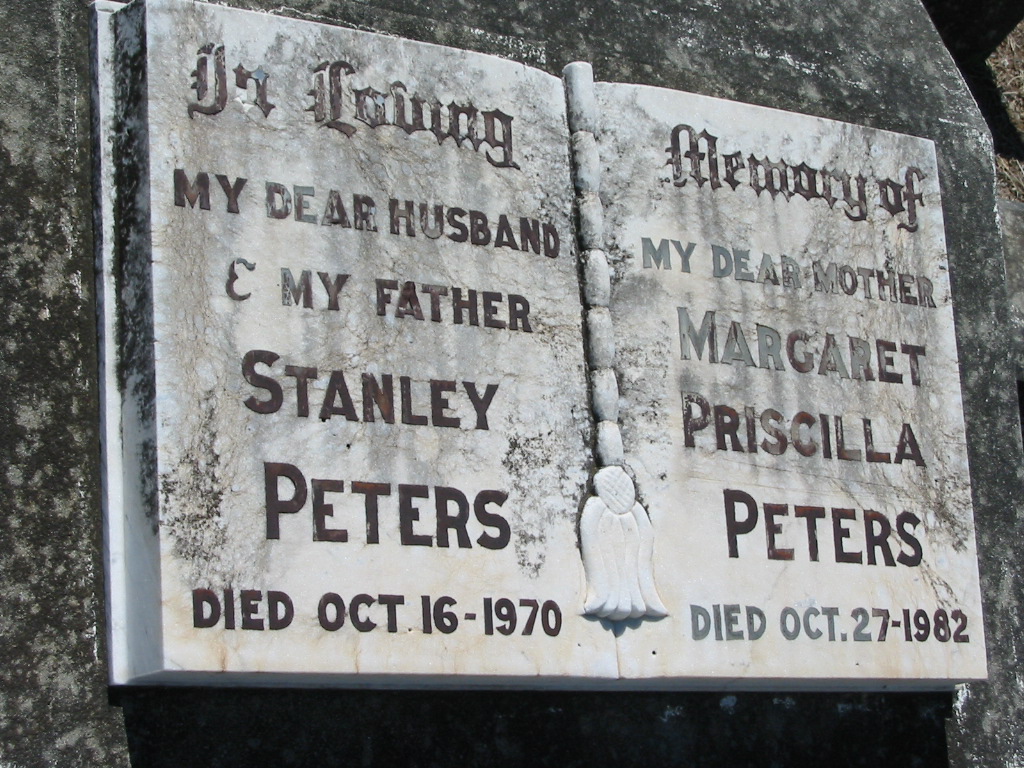 In Loving
MY DEAR HUSBAND
& MY FATHER
STANLEY
PETERS
DIED OCT 16-1970
Memory of
MY DEAR MOTHER
MARGARET
PRISCILLA
PETERS
DIED OCT. 27-1982